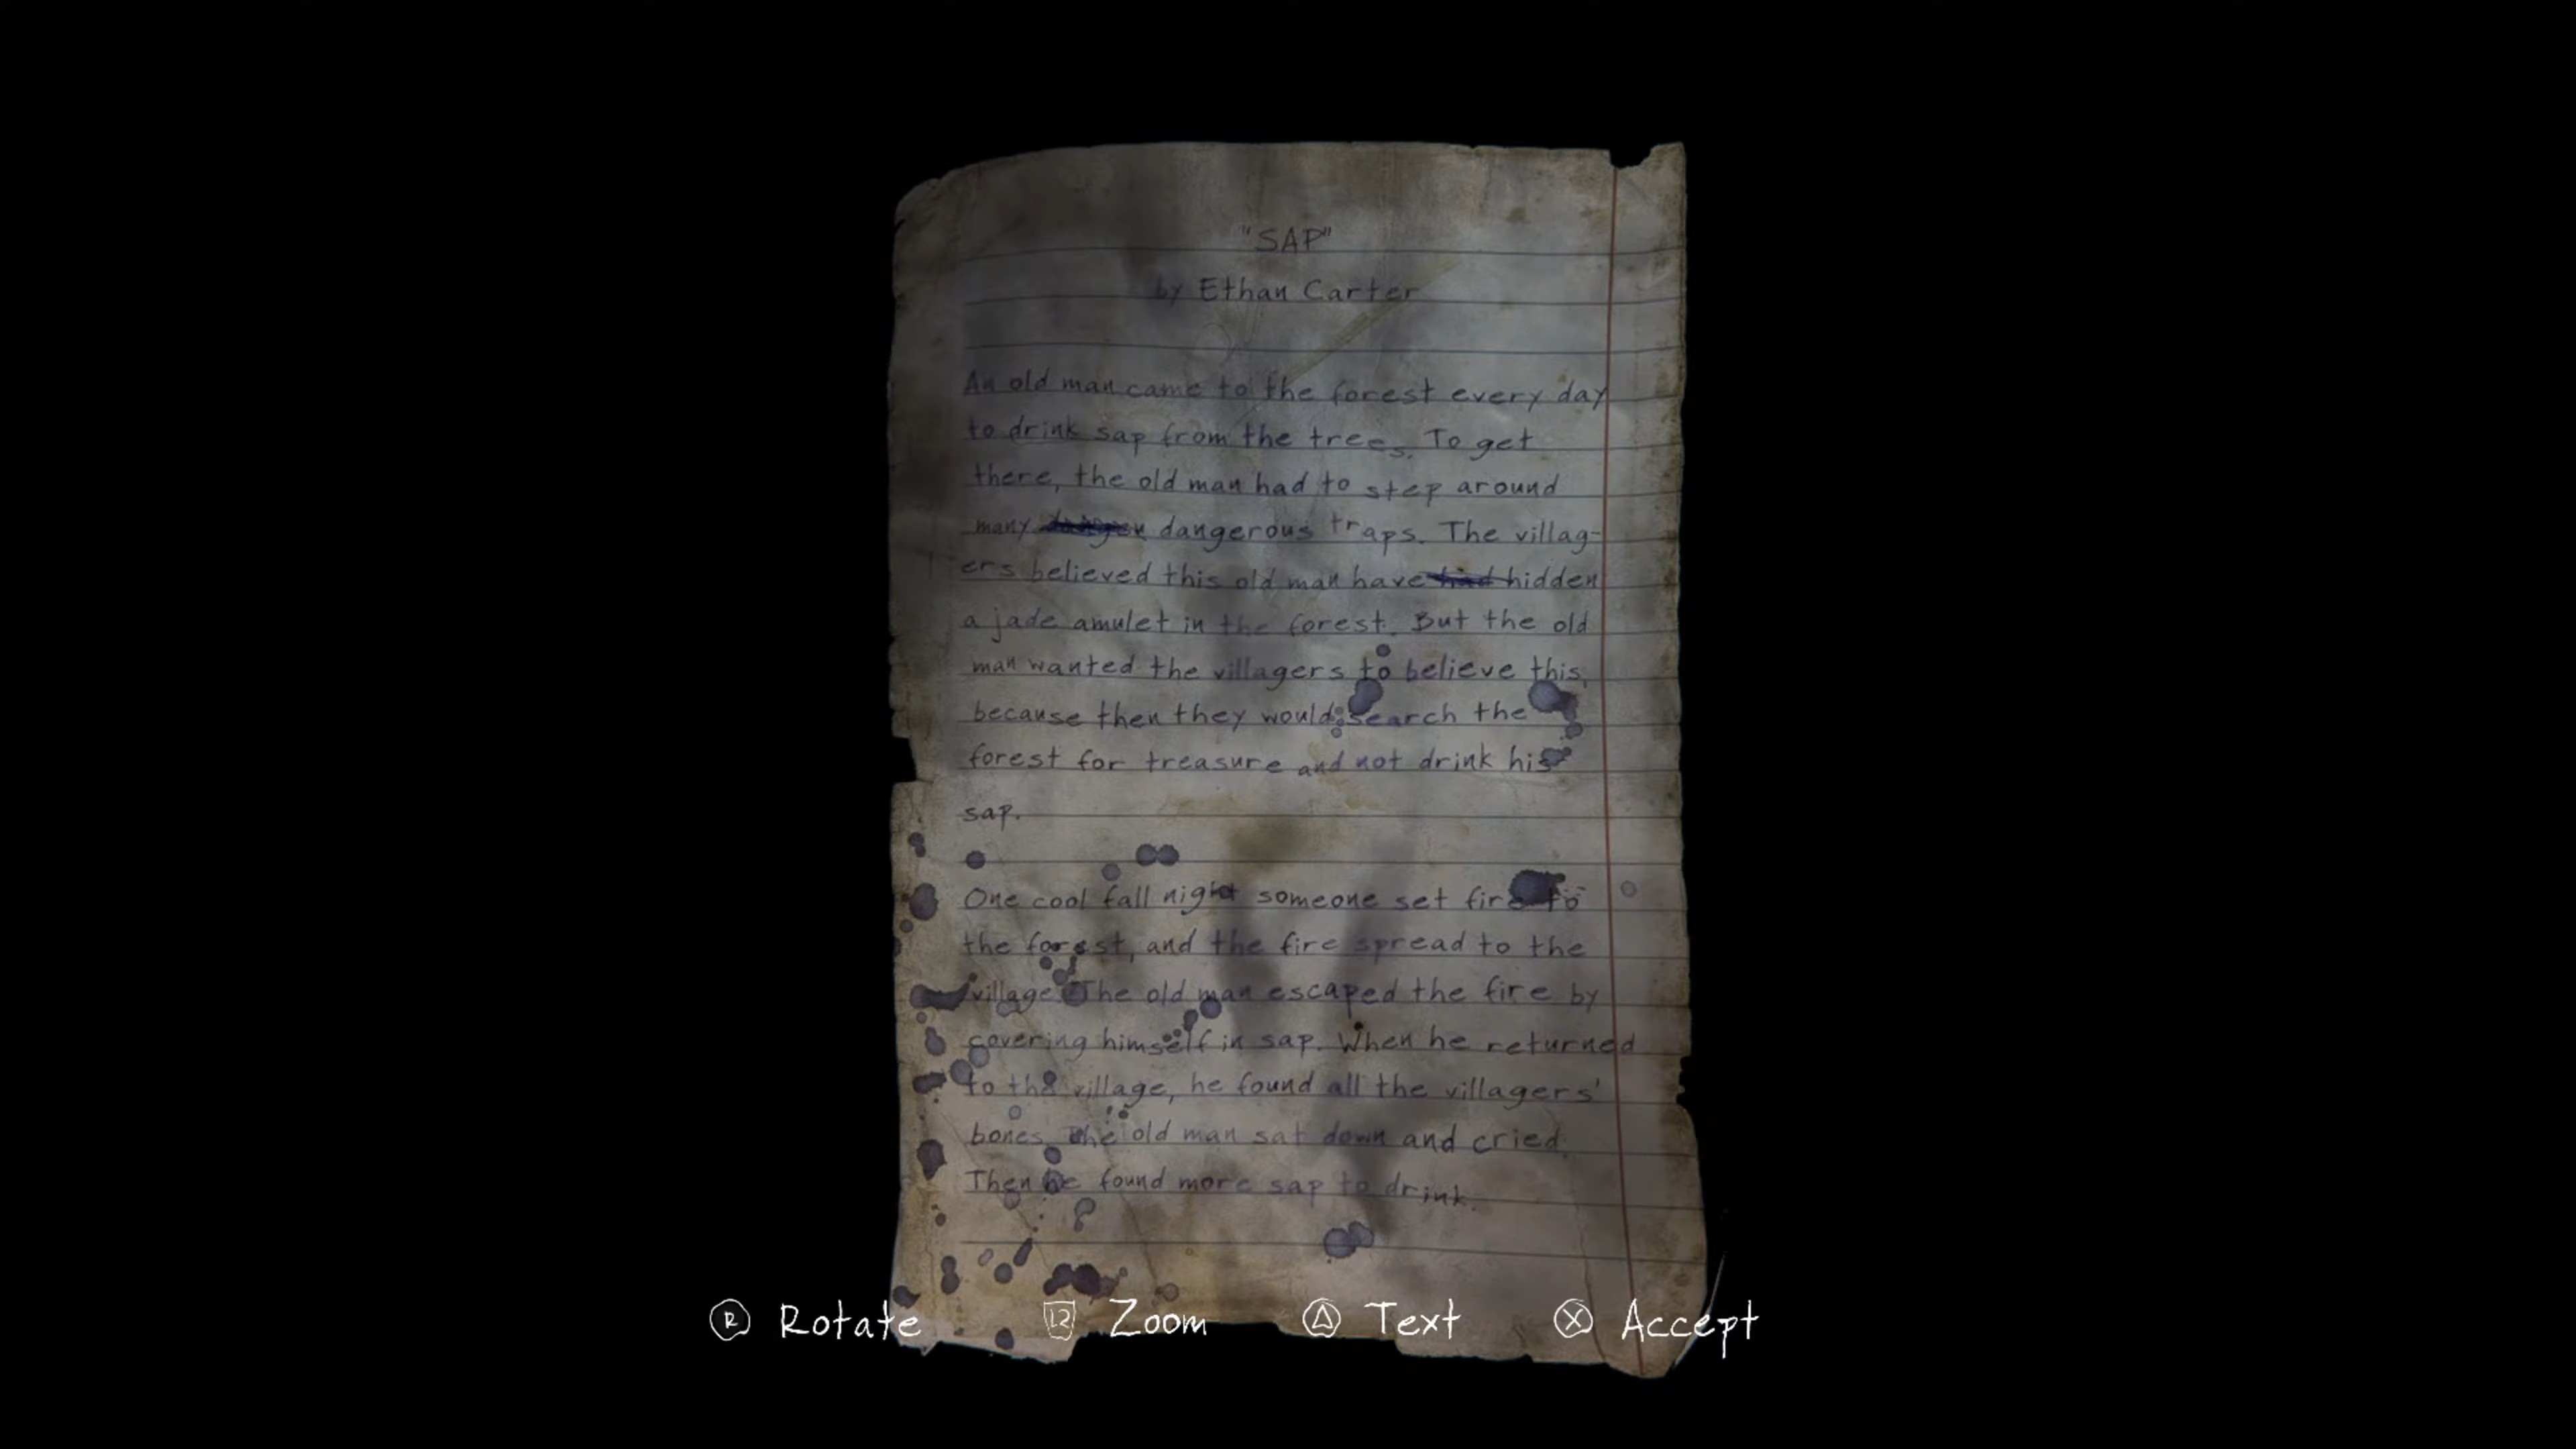 "SAP"
by Ethan Carter
An old man came to the forest every day
to drink sap from the trees. To get
there, the old man had to step around
many dangerous traps. The villag-
ers believed this old man have had hidden
a jade amulet in the forest. But the old
man wanted the villagers to believe this,
because then they would search the
forest for treasure and not drink his
sap.
One cool fall night someone set fire to
the forest, and the fire spread to the
village. The old man escaped the fire by
covering himself in sap. When he returned
to the village, he found all the villagers'
bones. The old man sat down and cried.
Then he found more sap to drink.
R Rotate L2 Zoom Text X Accept